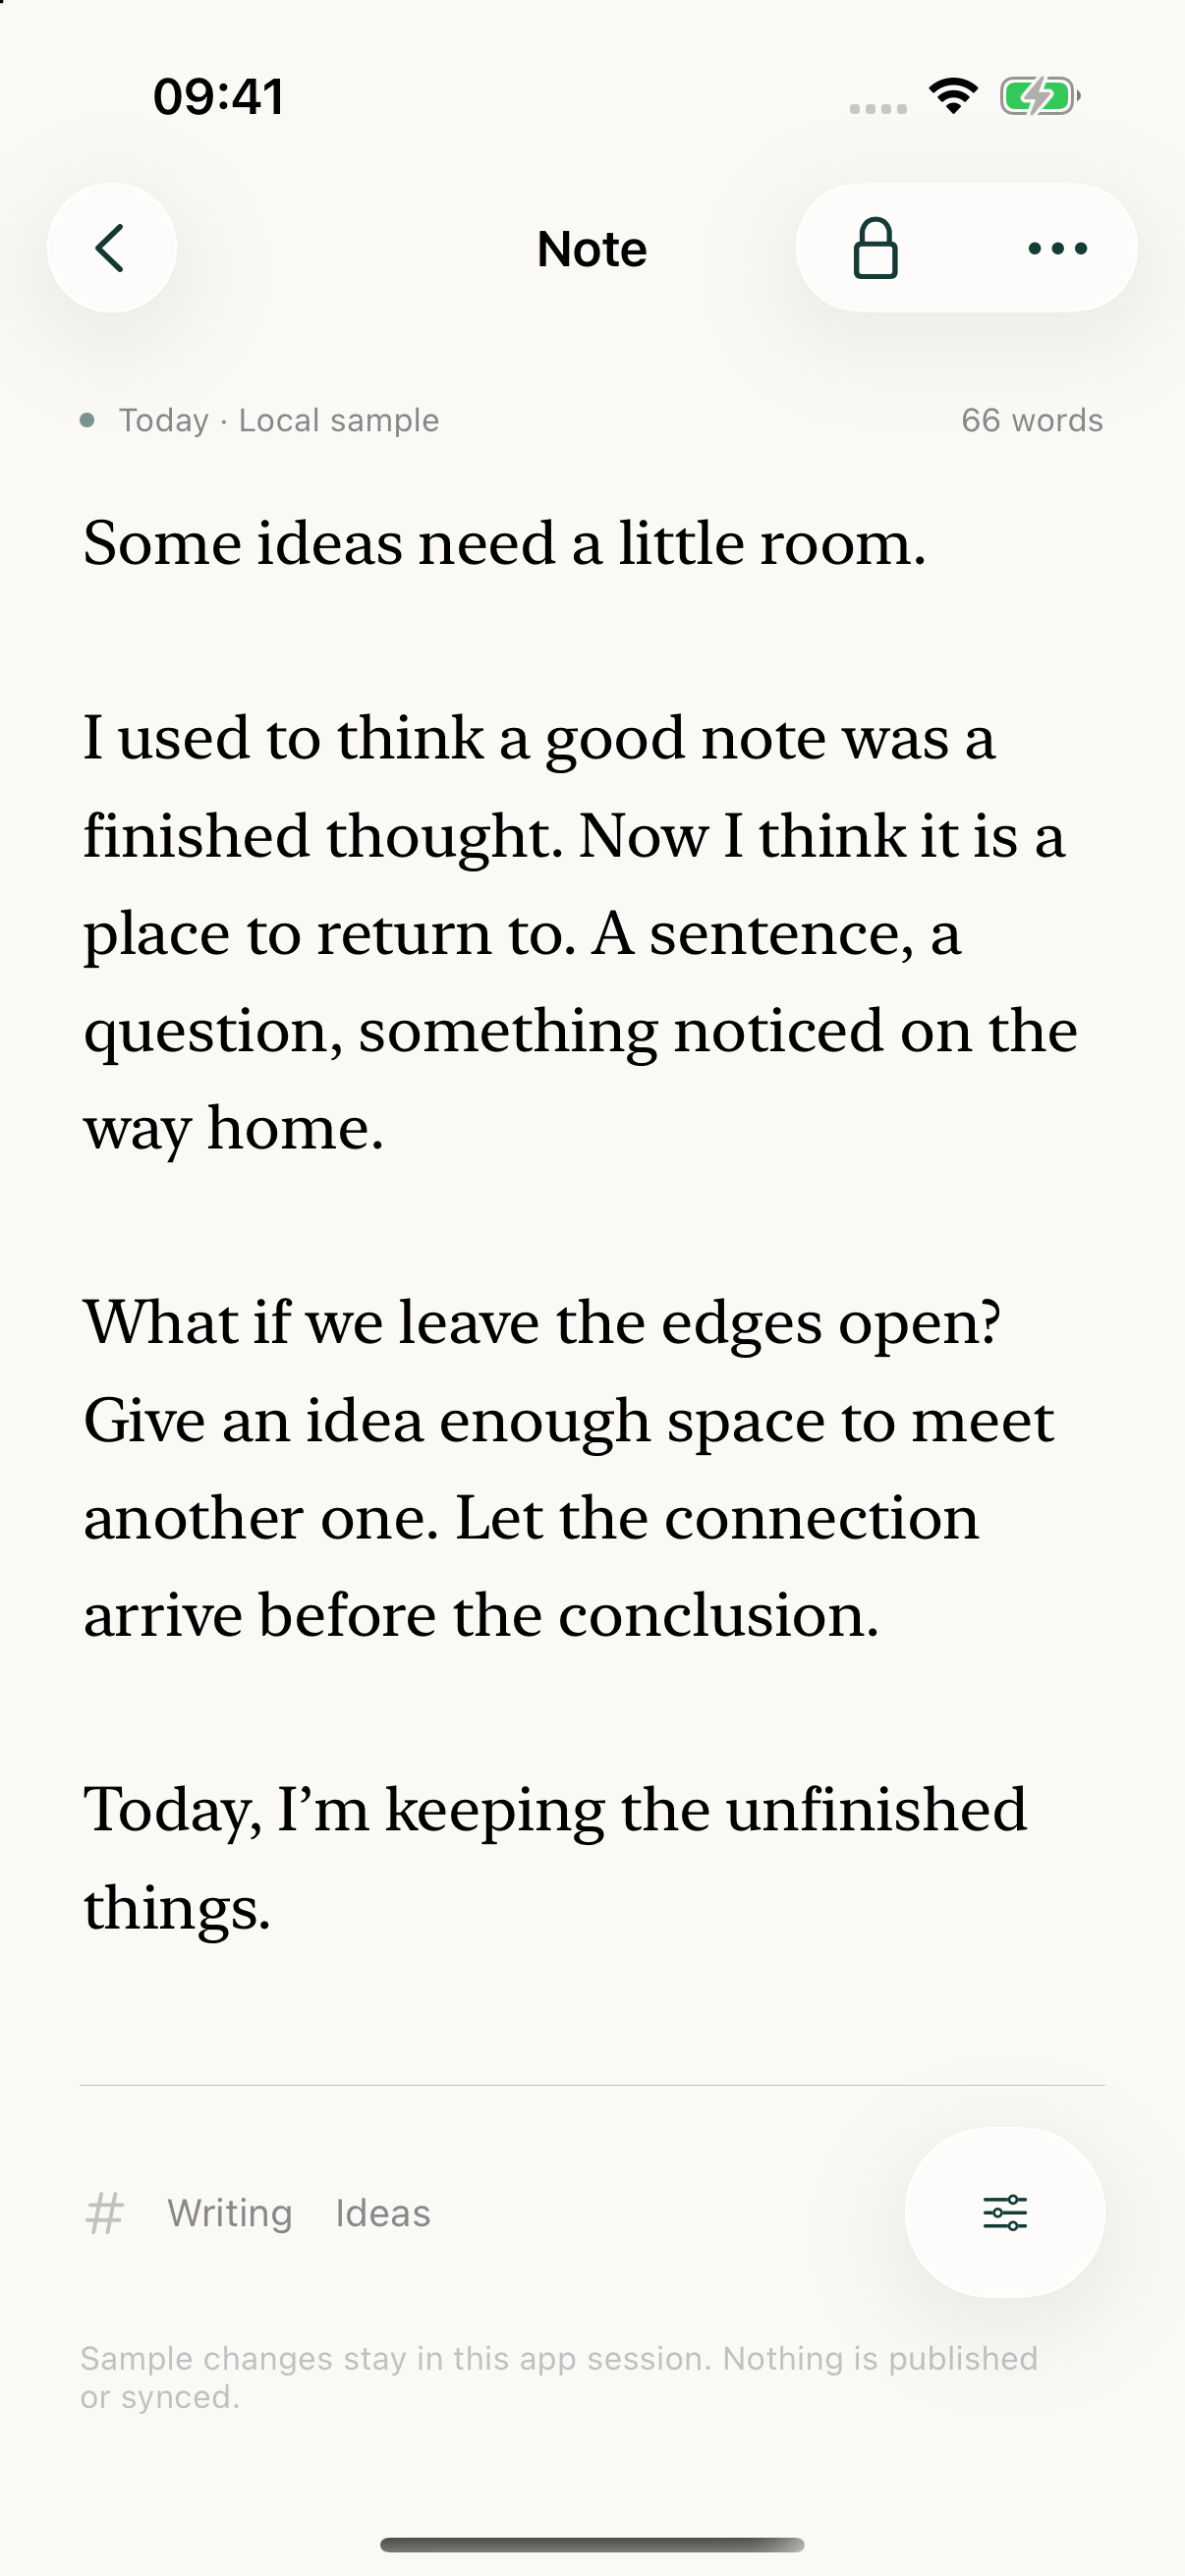 09:41
Note
Today · Local sample
66 words
Some ideas need a little room.
I used to think a good note was a
finished thought. Now I think it is a
place to return to. A sentence, a
question, something noticed on the
way home.
What if we leave the edges open?
Give an idea enough space to meet
another one. Let the connection
arrive before the conclusion.
Today, I’m keeping the unfinished
things.
# Writing Ideas
Sample changes stay in this app session. Nothing is published
or synced.